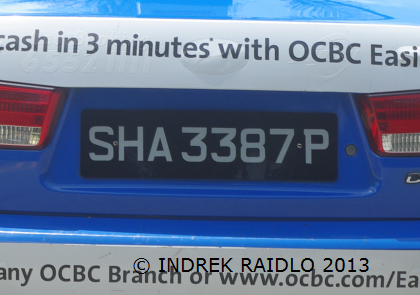 cash in 3 minutes with OCBC Easi
SHA 3387 P
any OCBC Branch or www.ocbc.com/Ea
© INDREK RAIDLO 2013